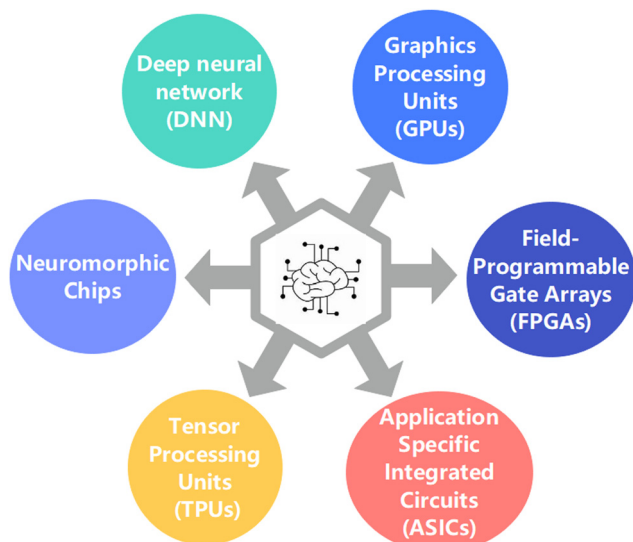 Deep neural
network
(DNN)
Graphics
Processing
Units
(GPUs)
Neuromorphic
Chips
Field-
Programmable
Gate Arrays
(FPGAs)
Tensor
Processing
Units
(TPUs)
Application
Specific
Integrated
Circuits
(ASICs)